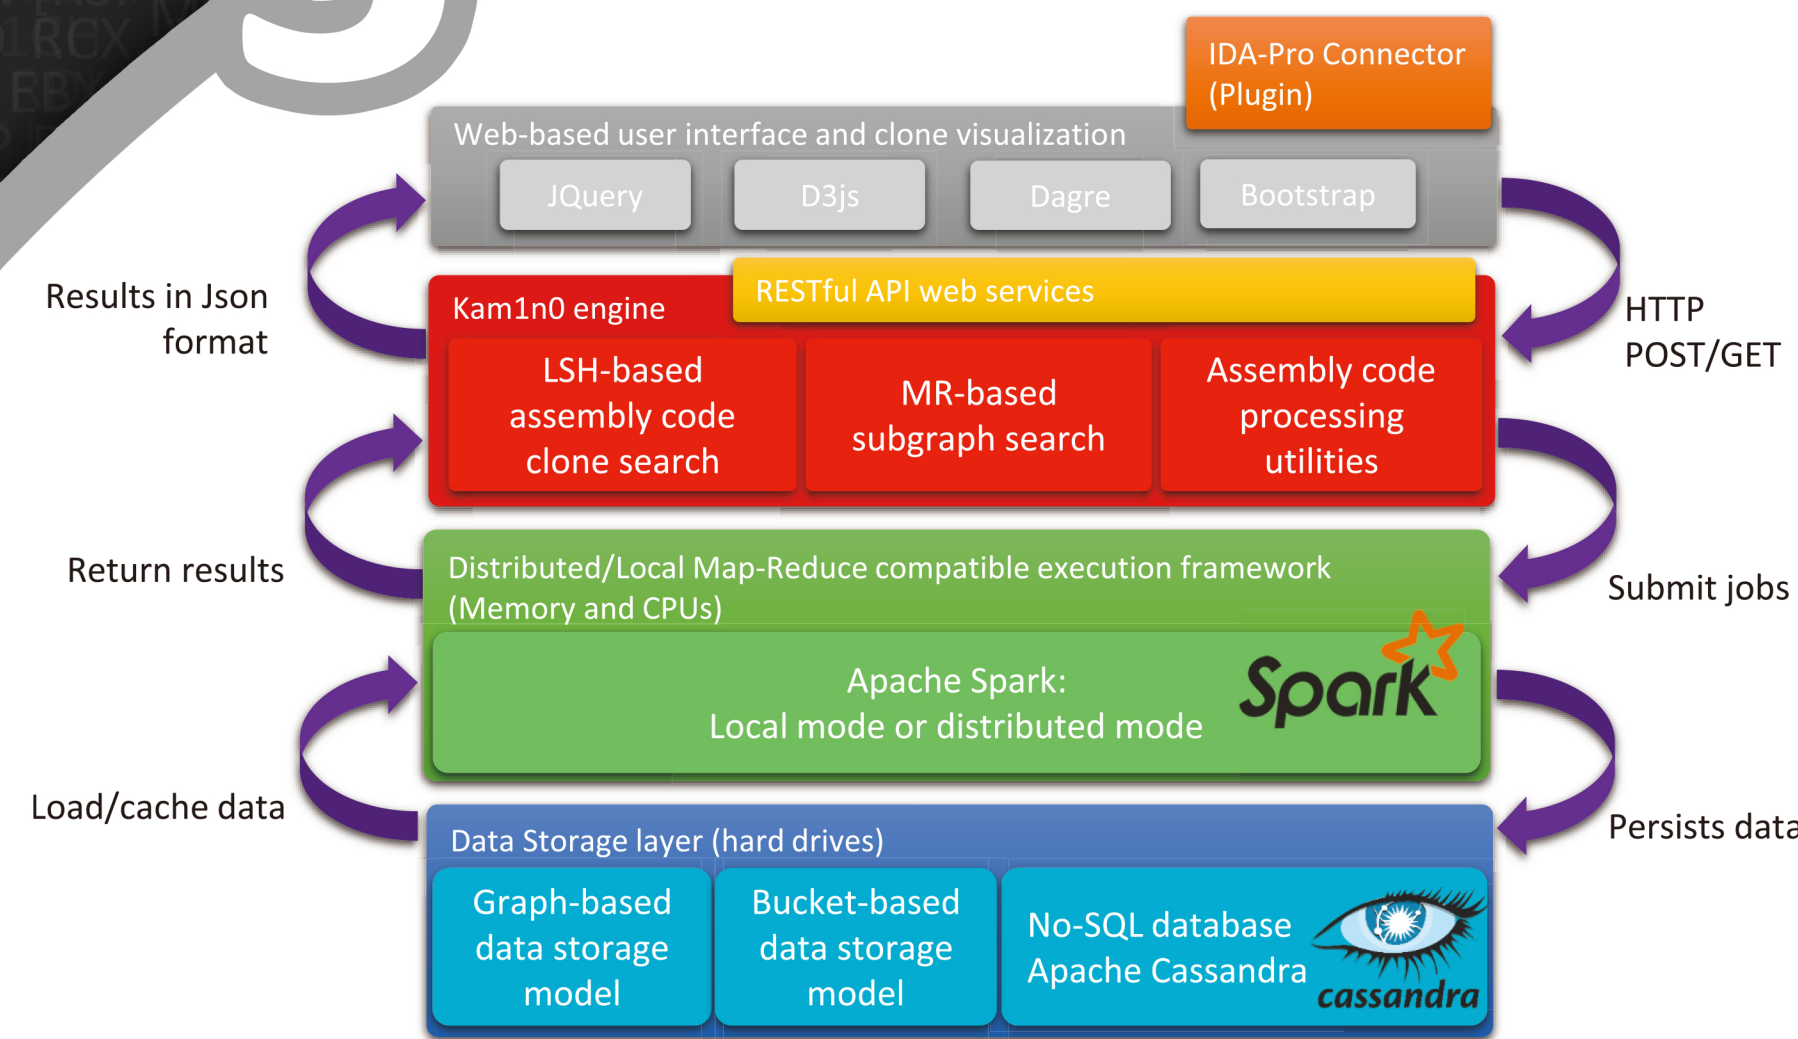 RCX
EBX
IDA-Pro Connector
(Plugin)
Web-based user interface and clone visualization
JQuery
D3js
Dagre
Bootstrap
Results in Json
format
Kam1n0 engine
RESTful API web services
HTTP
POST/GET
LSH-based
assembly code
clone search
MR-based
subgraph search
Assembly code
processing
utilities
Return results
Submit jobs
Distributed/Local Map-Reduce compatible execution framework
(Memory and CPUs)
Apache Spark:
Local mode or distributed mode
Spark
Load/cache data
Persists data
Data Storage layer (hard drives)
Graph-based
data storage
model
Bucket-based
data storage
model
No-SQL database
Apache Cassandra
cassandra